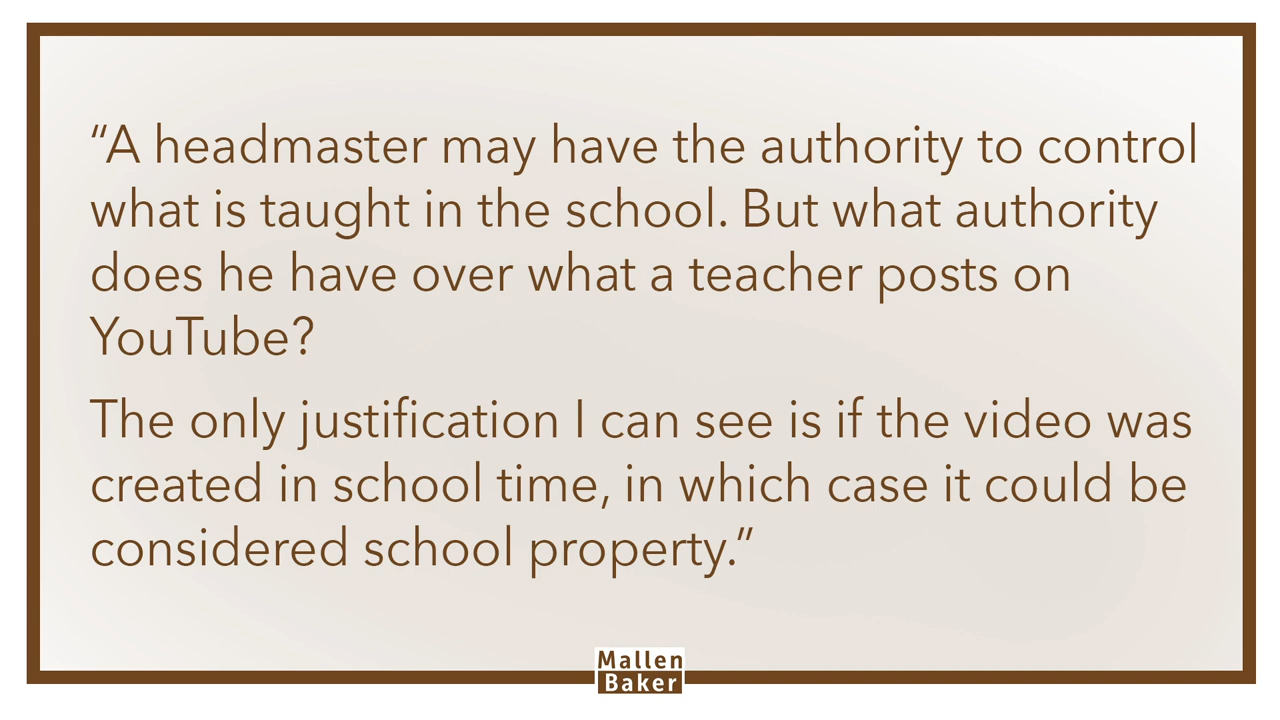 “A headmaster may have the authority to control
what is taught in the school. But what authority
does he have over what a teacher posts on
YouTube?
The only justification I can see is if the video was
created in school time, in which case it could be
considered school property.”
Mallen
Baker